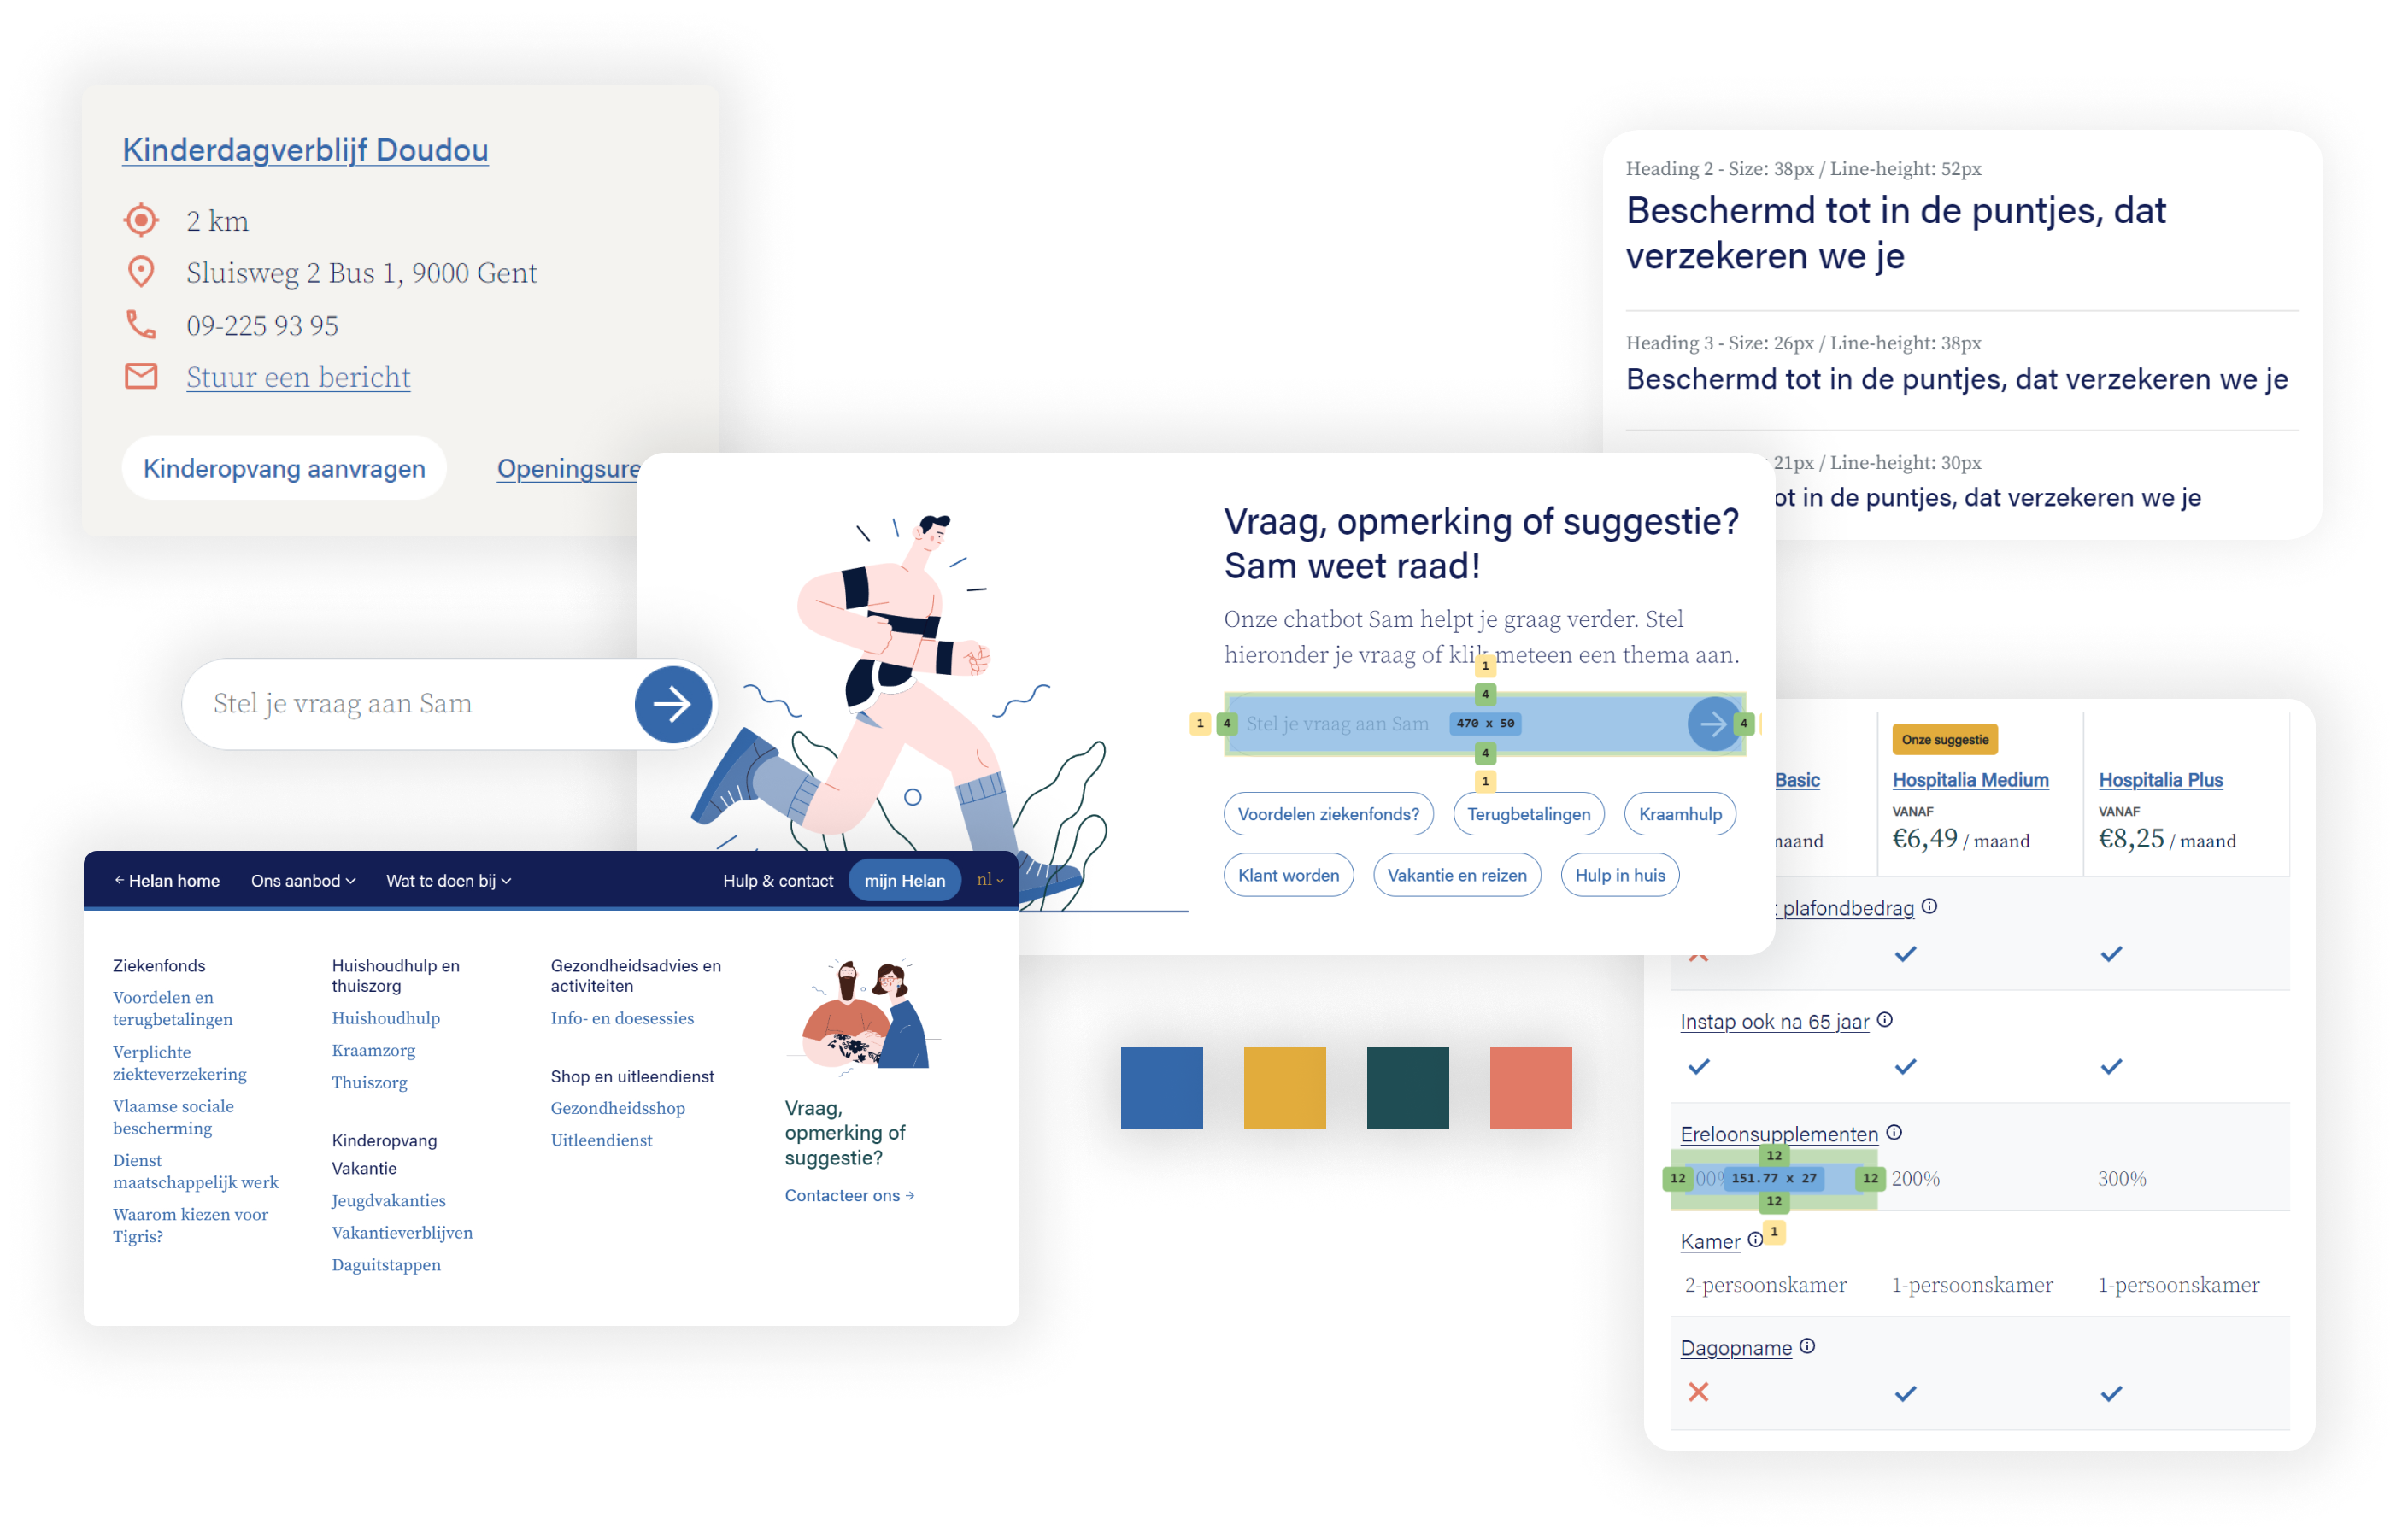 Kinderdagverblijf Doudou
2 km
Sluisweg 2 Bus 1, 9000 Gent
09-225 93 95
Stuur een bericht
Kinderopvang aanvragen
Openingsure
Heading 2 - Size: 38px / Line-height: 52px
Beschermd tot in de puntjes, dat
verzekeren we je
Heading 3 - Size: 26px / Line-height: 38px
Beschermd tot in de puntjes, dat verzekeren we je
21px / Line-height: 30px
ot in de puntjes, dat verzekeren we je
Vraag, opmerking of suggestie?
Sam weet raad!
Onze chatbot Sam helpt je graag verder. Stel
hieronder je vraag of klik meteen een thema aan.
1
4
1 4 Stel je vraag aan Sam 470 x 50 4
4
1
Voordelen ziekenfonds? Terugbetalingen Kraamhulp
Klant worden Vakantie en reizen Hulp in huis
Stel je vraag aan Sam
Helan home Ons aanbod Wat te doen bij Hulp & contact mijn Helan nl
Ziekenfonds
Voordelen en
terugbetalingen
Verplichte
ziekteverzekering
Vlaamse sociale
bescherming
Dienst
maatschappelijk werk
Waarom kiezen voor
Tigris?
Huishoudhulp en
thuiszorg
Huishoudhulp
Kraamzorg
Thuiszorg
Kinderopvang
Vakantie
Jeugdvakanties
Vakantieverblijven
Daguitstappen
Gezondheidsadvies en
activiteiten
Info- en doesessies
Shop en uitleendienst
Gezondheidsshop
Uitleendienst
Vraag,
opmerking of
suggestie?
Contacteer ons
Onze suggestie
Basic Hospitalia Medium Hospitalia Plus
VANAF VANAF
maand €6,49 / maand €8,25 / maand
plafondbedrag
Instap ook na 65 jaar
Ereloonsupplementen
12
12 151.77 x 27 12 200% 300%
12
1
Kamer
2-persoonskamer 1-persoonskamer 1-persoonskamer
Dagopname